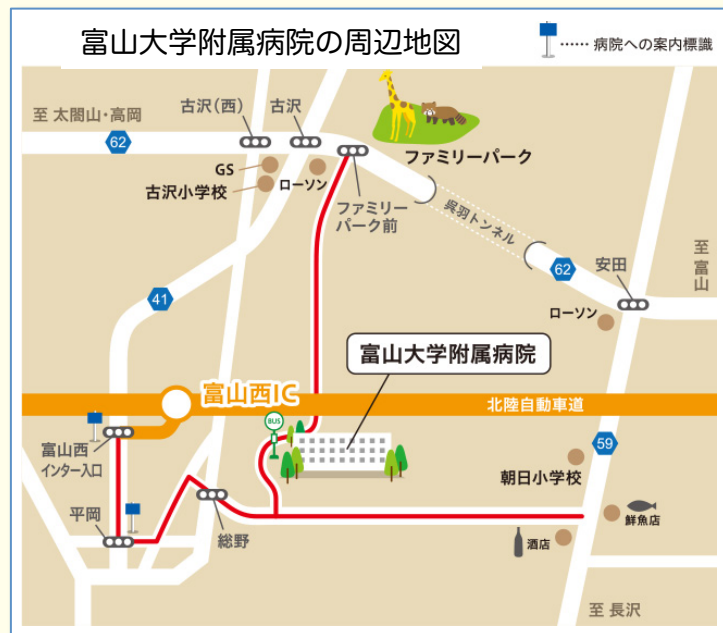 富山大学附属病院の周辺地図
…… 病院への案内標識
至 太閤山・高岡
古沢(西)
古沢
62
GS
古沢小学校
ローソン
ファミリーパーク
ファミリー
パーク前
呉羽トンネル
62
安田
至富山
ローソン
41
富山大学附属病院
富山西IC
北陸自動車道
BUS
富山西
インター入口
59
朝日小学校
平岡
総野
鮮魚店
酒店
至 長沢